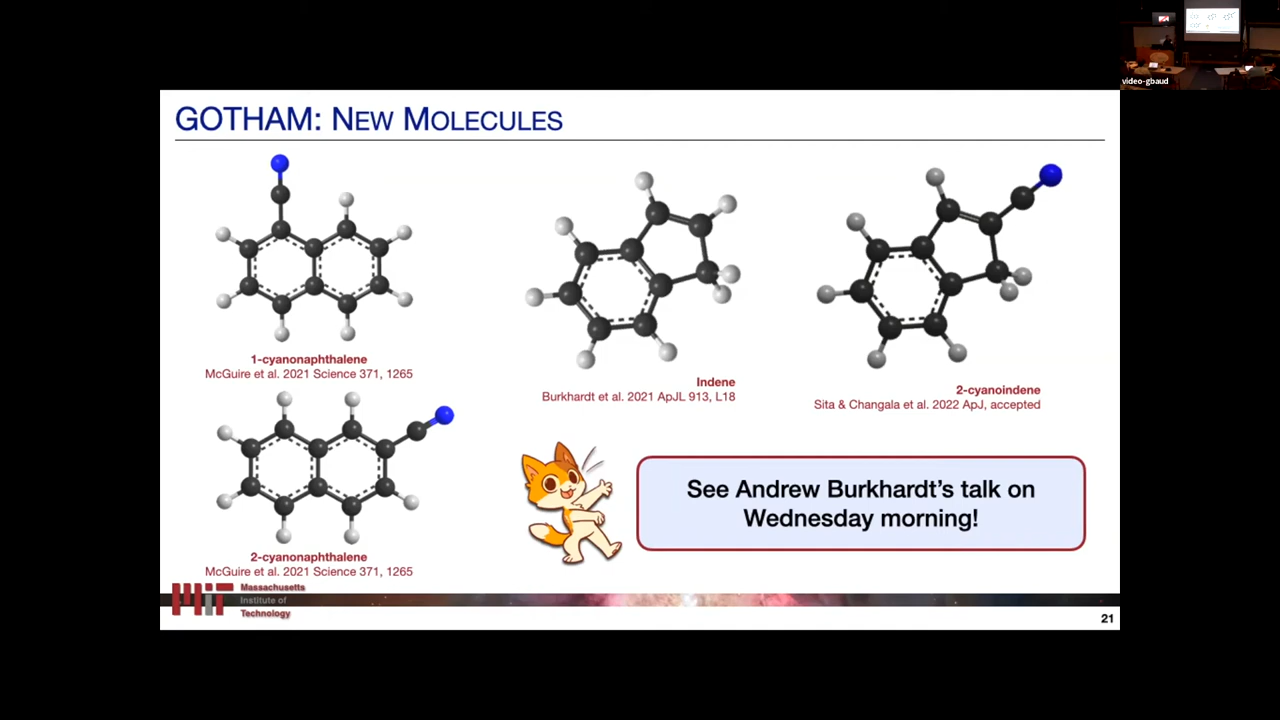 video-gbaud
GOTHAM: NEW MOLECULES
1-cyanonaphthalene
McGuire et al. 2021 Science 371, 1265
Indene
Burkhardt et al. 2021 ApJL 913, L18
2-cyanoindene
Sita & Changala et al. 2022 ApJ, accepted
2-cyanonaphthalene
McGuire et al. 2021 Science 371, 1265
See Andrew Burkhardt's talk on
Wednesday morning!
MIT
Massachusetts
Institute of
Technology
21